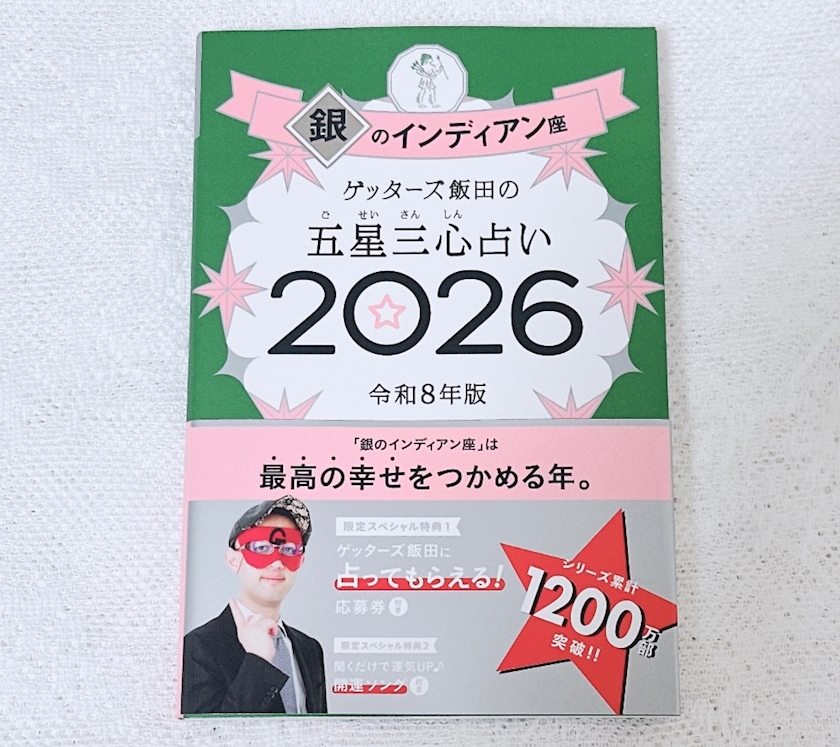 銀のインディアン座
ゲッターズ飯田の
ご せい さん しん
五星三心占い
2026
令和8年版
「銀のインディアン座」は
最高の幸せをつかめる年。
G
限定スペシャル特典1
ゲッターズ飯田に
占ってもらえる!
応募券
限定スペシャル特典2
聞くだけで運気UP♪
開運ソング
シリーズ累計
1200万部
突破!!